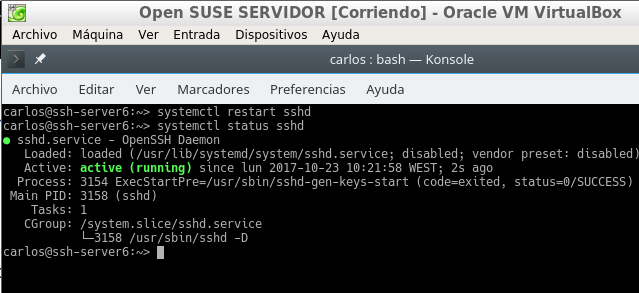 Open SUSE SERVIDOR [Corriendo] - Oracle VM VirtualBox
Archivo Máquina Ver Entrada Dispositivos Ayuda
carlos : bash — Konsole
Archivo Editar Ver Marcadores Preferencias Ayuda
carlos@ssh-server6:~> systemctl restart sshd
carlos@ssh-server6:~> systemctl status sshd
● sshd.service - OpenSSH Daemon
Loaded: loaded (/usr/lib/systemd/system/sshd.service; disabled; vendor preset: disabled)
Active: active (running) since lun 2017-10-23 10:21:58 WEST; 2s ago
Process: 3154 ExecStartPre=/usr/sbin/sshd-gen-keys-start (code=exited, status=0/SUCCESS)
Main PID: 3158 (sshd)
Tasks: 1
CGroup: /system.slice/sshd.service
└─3158 /usr/sbin/sshd -D
carlos@ssh-server6:~>